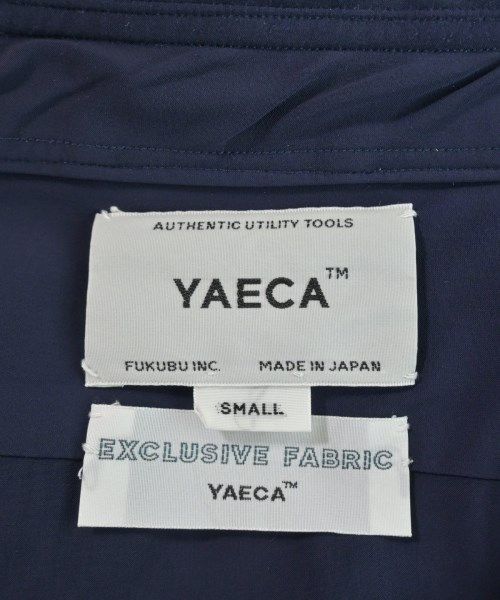 AUTHENTIC UTILITY TOOLS
YAECA™
FUKUBU INC. MADE IN JAPAN
SMALL
EXCLUSIVE FABRIC
YAECA™